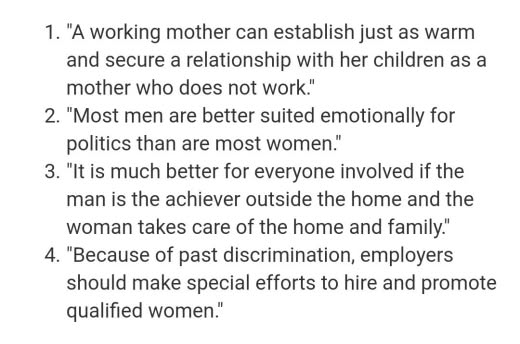 1. "A working mother can establish just as warm
and secure a relationship with her children as a
mother who does not work."
2. "Most men are better suited emotionally for
politics than are most women."
3. "It is much better for everyone involved if the
man is the achiever outside the home and the
woman takes care of the home and family."
4. "Because of past discrimination, employers
should make special efforts to hire and promote
qualified women."